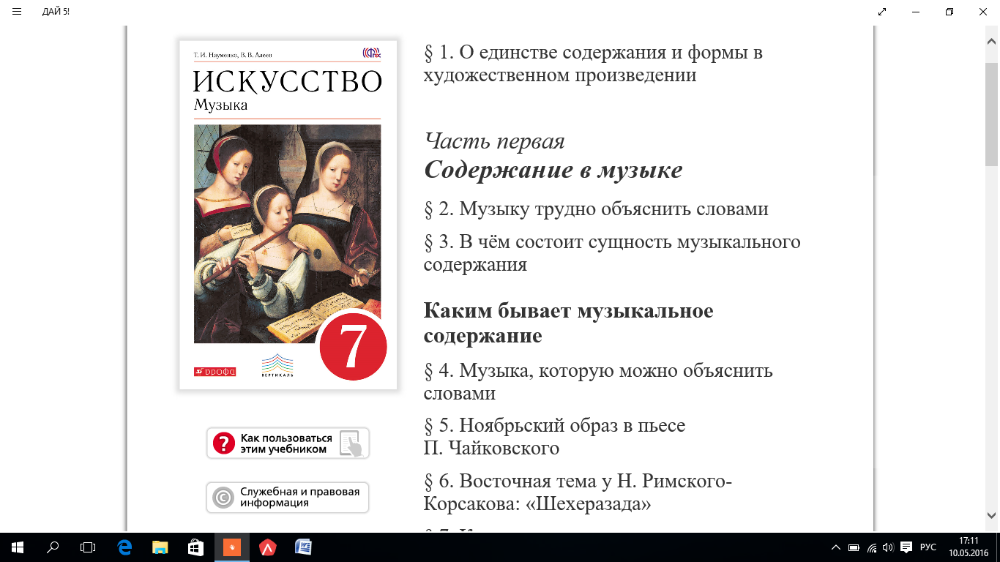 ДАЙ 5!
Т. И. Науменко, В. В. Алеев
ФГОС
ИСКУССТВО
Музыка
7
ДРОФА
ВЕРТИКАЛЬ
Как пользоваться
этим учебником
Служебная и правовая
информация
§ 1. О единстве содержания и формы в
художественном произведении
Часть первая
Содержание в музыке
§ 2. Музыку трудно объяснить словами
§ 3. В чём состоит сущность музыкального
содержания
Каким бывает музыкальное
содержание
§ 4. Музыка, которую можно объяснить
словами
§ 5. Ноябрьский образ в пьесе
П. Чайковского
§ 6. Восточная тема у Н. Римского-
Корсакова: «Шехеразада»
РУС
17:11
10.05.2016